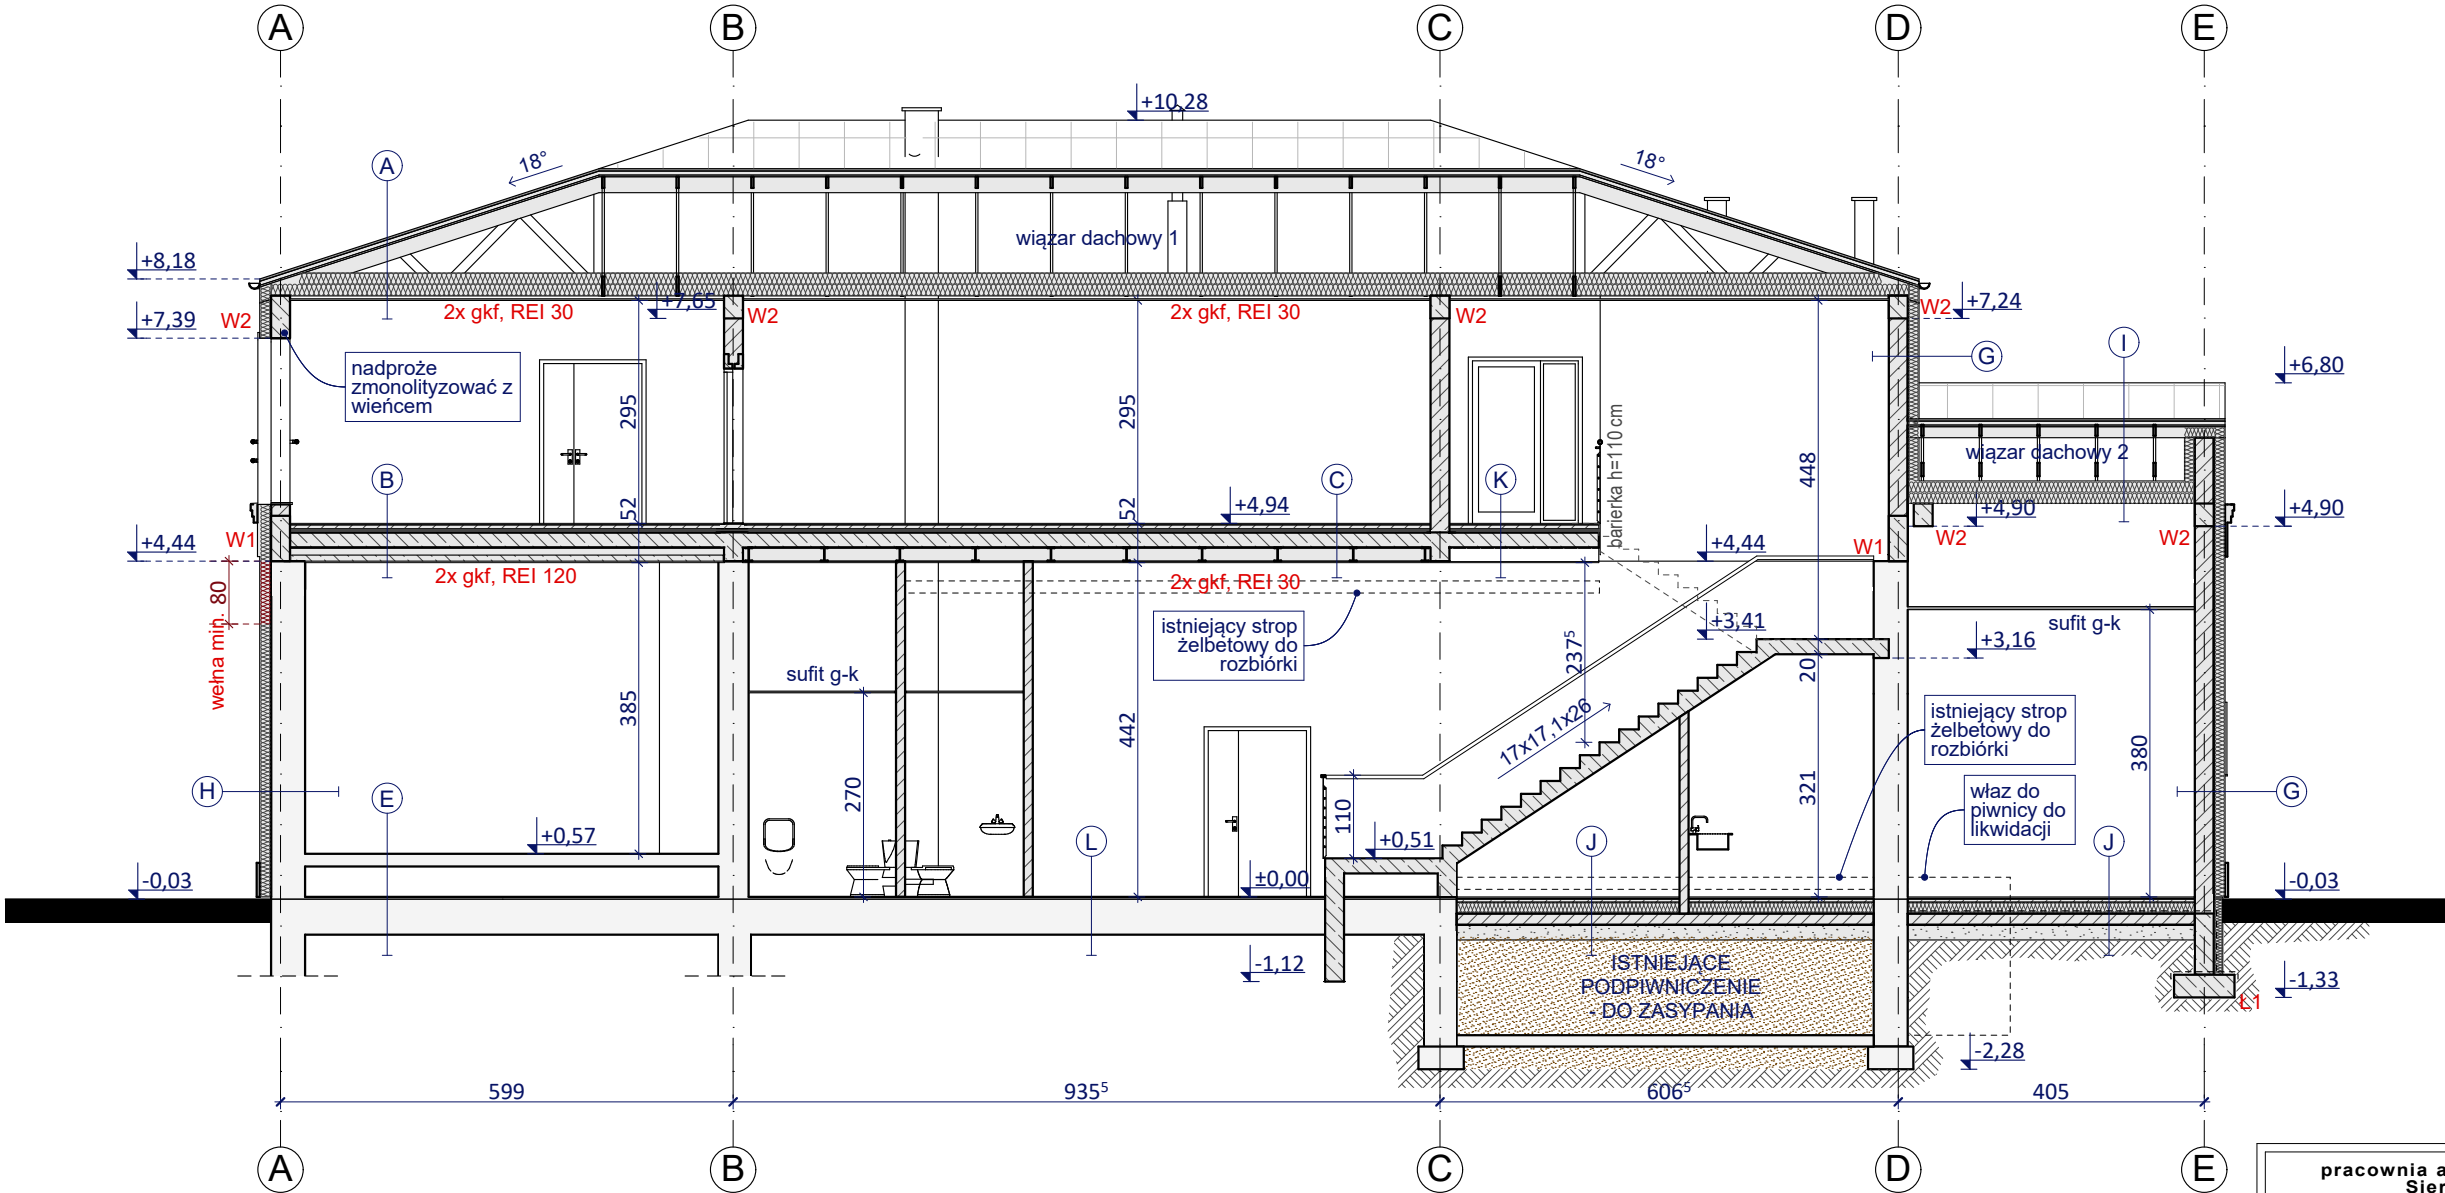 A B C D E
+10,28
18°
18°
A
wiązar dachowy 1
+8,18
+7,65
+7,24
W2
2x gkf, REI 30
W2
2x gkf, REI 30
W2
W2
+7,39
nadproże
zmonolityzować z
wieńcem
G
I
+6,80
295
295
448
barierka h=110 cm
wiązar dachowy 2
B
C
K
52
52
+4,94
+4,90
+4,90
W1
W1
W2
W2
+4,44
+4,44
2x gkf, REI 120
2x gkf, REI 30
wełna min. 80
istniejący strop
żelbetowy do
rozbiórki
237⁵
+3,41
20
+3,16
sufit g-k
sufit g-k
385
442
17x17,1x26
istniejący strop
żelbetowy do
rozbiórki
380
270
321
H
E
110
właz do
piwnicy do
likwidacji
G
+0,57
L
+0,51
J
J
-0,03
±0,00
-0,03
-1,12
ISTNIEJĄCE
PODPIWNICZENIE
- DO ZASYPANIA
-1,33
Ł1
-2,28
599
935⁵
606⁵
405
A B C D E
pracownia a
Sier